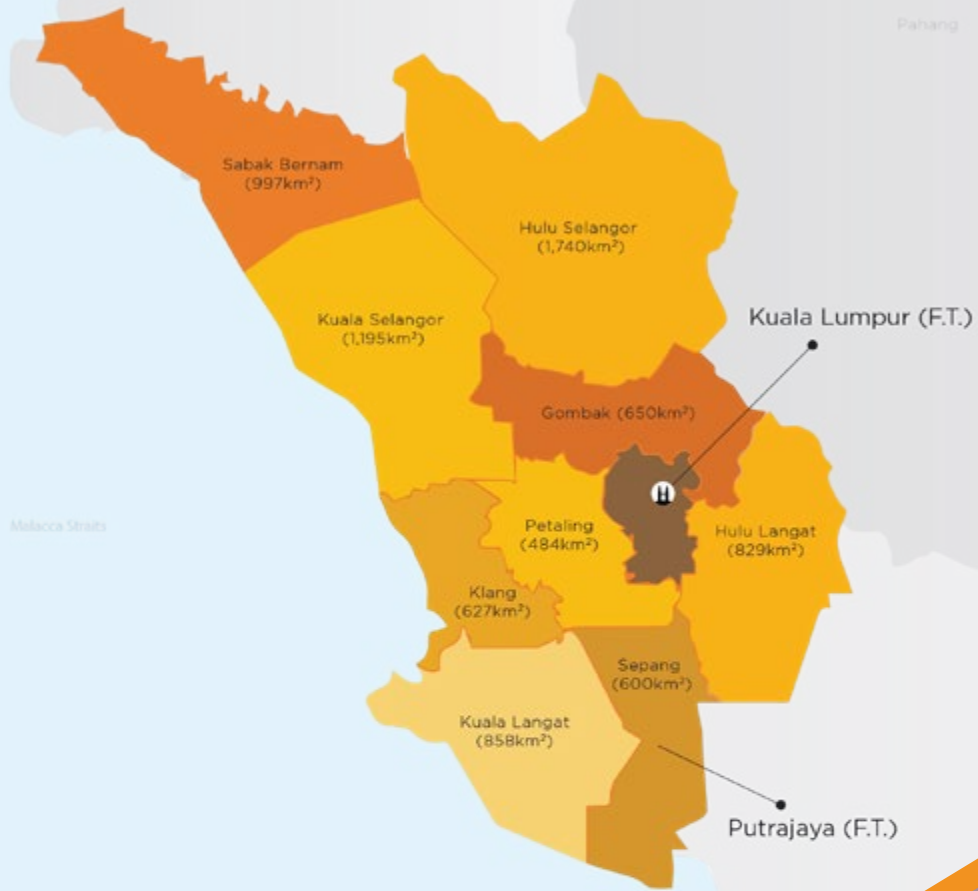 Pahang
Sabak Bernam
(997km²)
Hulu Selangor
(1,740km²)
Kuala Selangor
(1,195km²)
Kuala Lumpur (F.T.)
Gombak (650km²)
Malacca Straits
Petaling
(484km²)
Hulu Langat
(829km²)
Klang
(627km²)
Sepang
(600km²)
Kuala Langat
(858km²)
Putrajaya (F.T.)